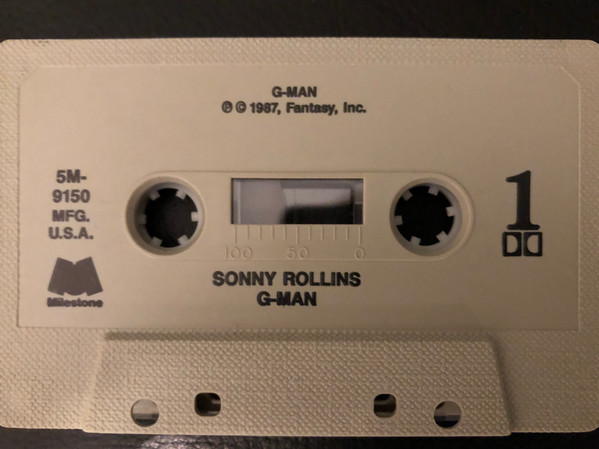 G-MAN
℗ © 1987, Fantasy, Inc.
5M-
9150
MFG.
U.S.A.
1
100 50 0
Milestone
SONNY ROLLINS
G-MAN